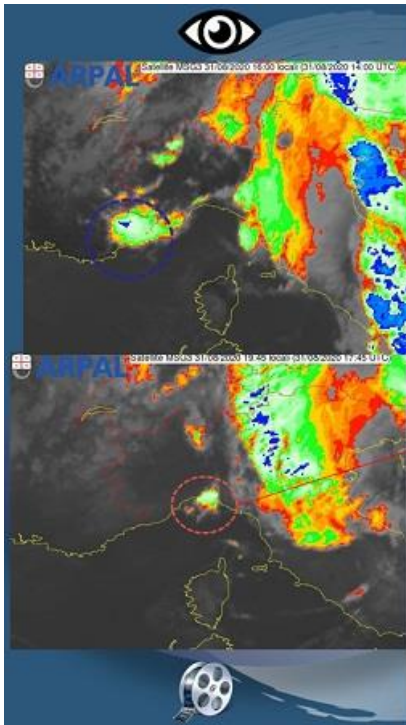 Satellite MSG3 31/08/2020 16:00 locali (31/08/2020 14:00 UTC)
ARPAL
Satellite MSG3 31/08/2020 19:45 locali (31/08/2020 17:45 UTC)
ARPAL